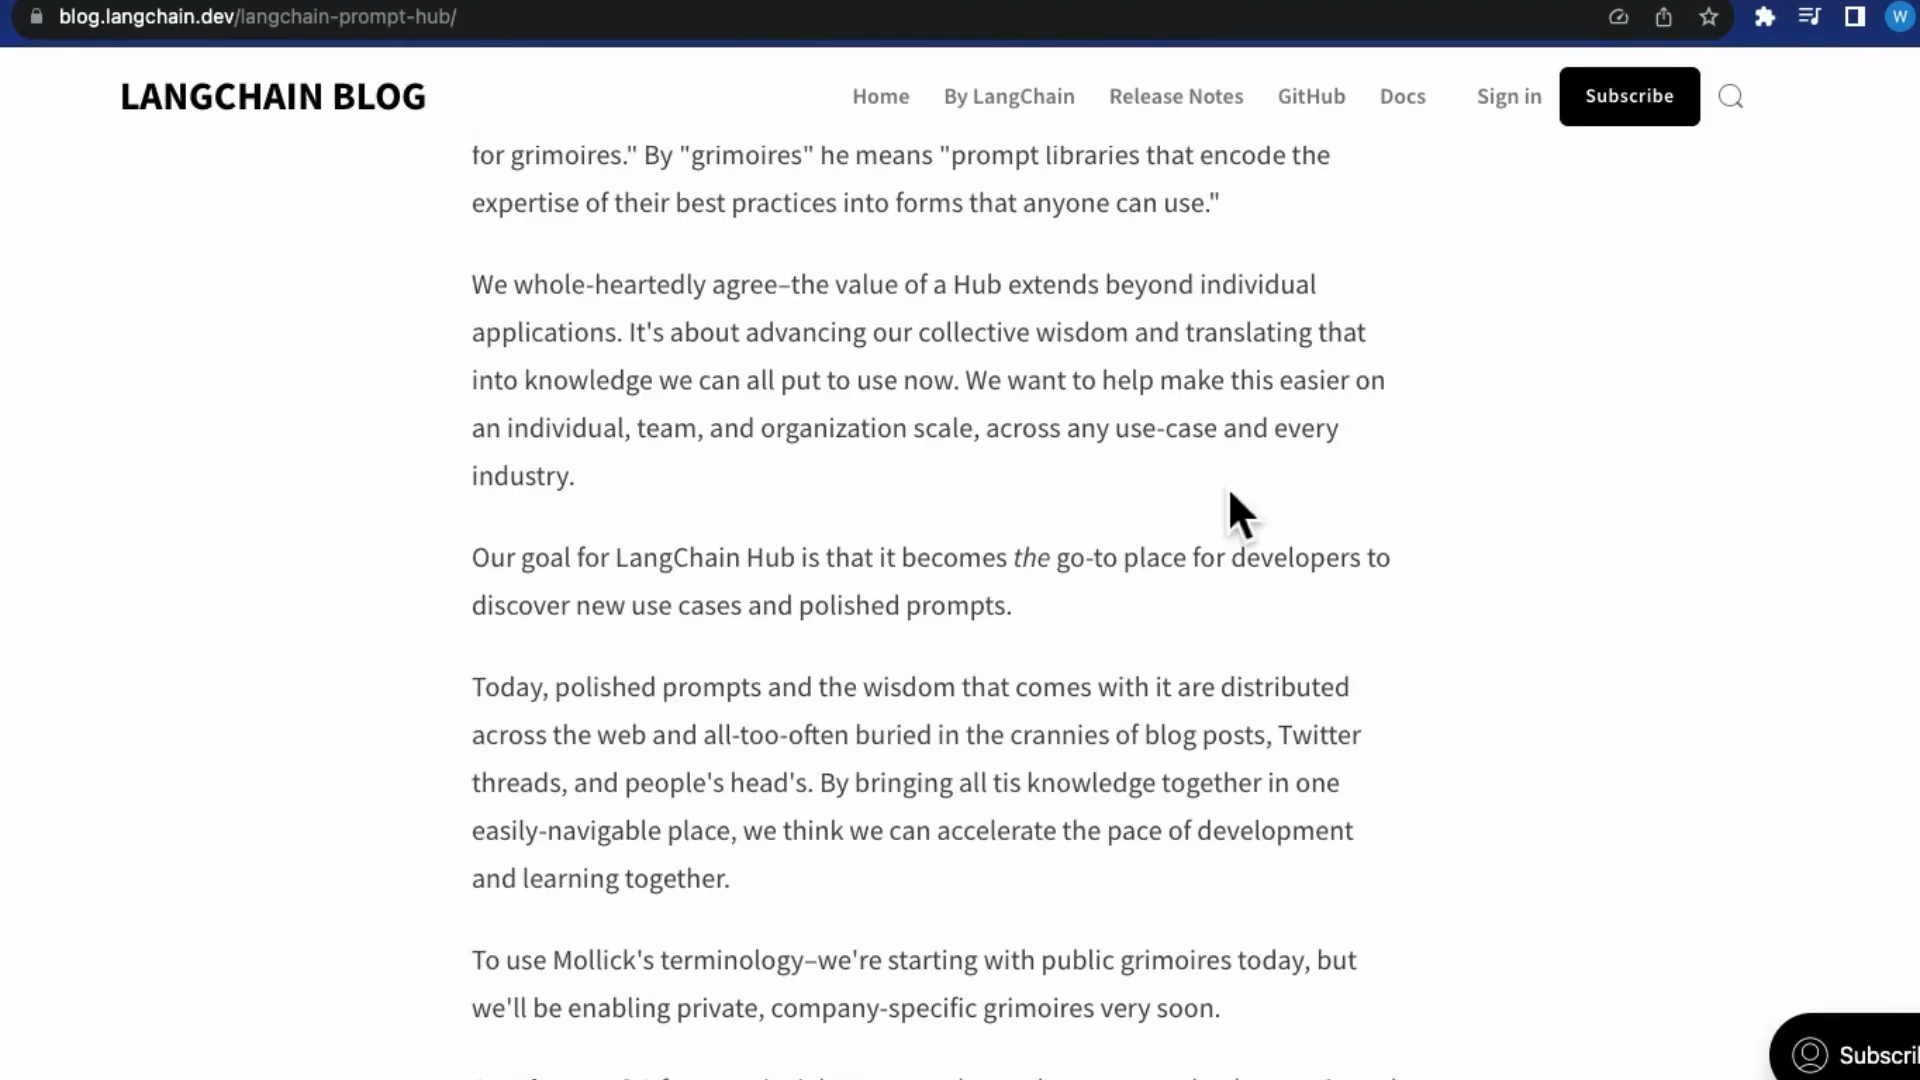 blog.langchain.dev/langchain-prompt-hub/
W
LANGCHAIN BLOG
Home
By LangChain
Release Notes
GitHub
Docs
Sign in
Subscribe
for grimoires." By "grimoires" he means "prompt libraries that encode the
expertise of their best practices into forms that anyone can use."
We whole-heartedly agree–the value of a Hub extends beyond individual
applications. It's about advancing our collective wisdom and translating that
into knowledge we can all put to use now. We want to help make this easier on
an individual, team, and organization scale, across any use-case and every
industry.
Our goal for LangChain Hub is that it becomes the go-to place for developers to
discover new use cases and polished prompts.
Today, polished prompts and the wisdom that comes with it are distributed
across the web and all-too-often buried in the crannies of blog posts, Twitter
threads, and people's head's. By bringing all tis knowledge together in one
easily-navigable place, we think we can accelerate the pace of development
and learning together.
To use Mollick's terminology–we're starting with public grimoires today, but
we'll be enabling private, company-specific grimoires very soon.